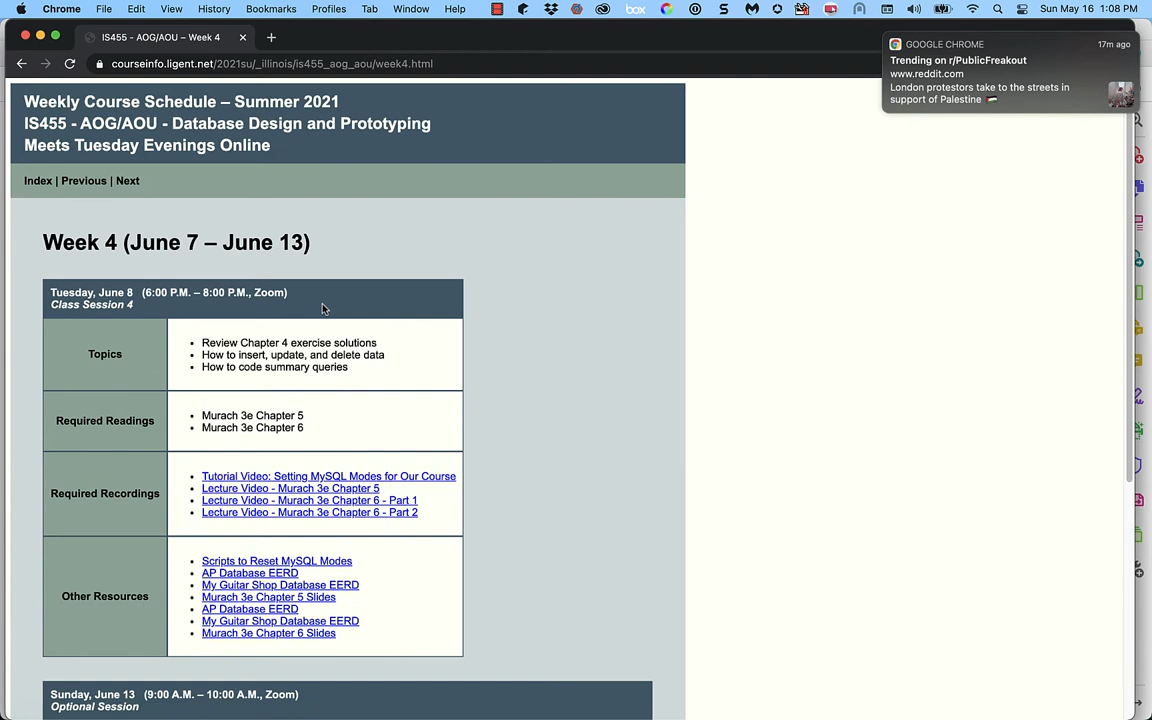 Chrome File Edit View History Bookmarks Profiles Tab Window Help box Sun May 16 1:08 PM
IS455 - AOG/AOU – Week 4
courseinfo.ligent.net/2021su/_illinois/is455_aog_aou/week4.html
GOOGLE CHROME 17m ago
Trending on r/PublicFreakout
www.reddit.com
London protestors take to the streets in
support of Palestine 🇵🇸
Weekly Course Schedule – Summer 2021
IS455 - AOG/AOU - Database Design and Prototyping
Meets Tuesday Evenings Online
Index | Previous | Next
Week 4 (June 7 – June 13)
Tuesday, June 8 (6:00 P.M. – 8:00 P.M., Zoom)
Class Session 4
Topics
• Review Chapter 4 exercise solutions
• How to insert, update, and delete data
• How to code summary queries
Required Readings
• Murach 3e Chapter 5
• Murach 3e Chapter 6
Required Recordings
• Tutorial Video: Setting MySQL Modes for Our Course
• Lecture Video - Murach 3e Chapter 5
• Lecture Video - Murach 3e Chapter 6 - Part 1
• Lecture Video - Murach 3e Chapter 6 - Part 2
Other Resources
• Scripts to Reset MySQL Modes
• AP Database EERD
• My Guitar Shop Database EERD
• Murach 3e Chapter 5 Slides
• AP Database EERD
• My Guitar Shop Database EERD
• Murach 3e Chapter 6 Slides
Sunday, June 13 (9:00 A.M. – 10:00 A.M., Zoom)
Optional Session